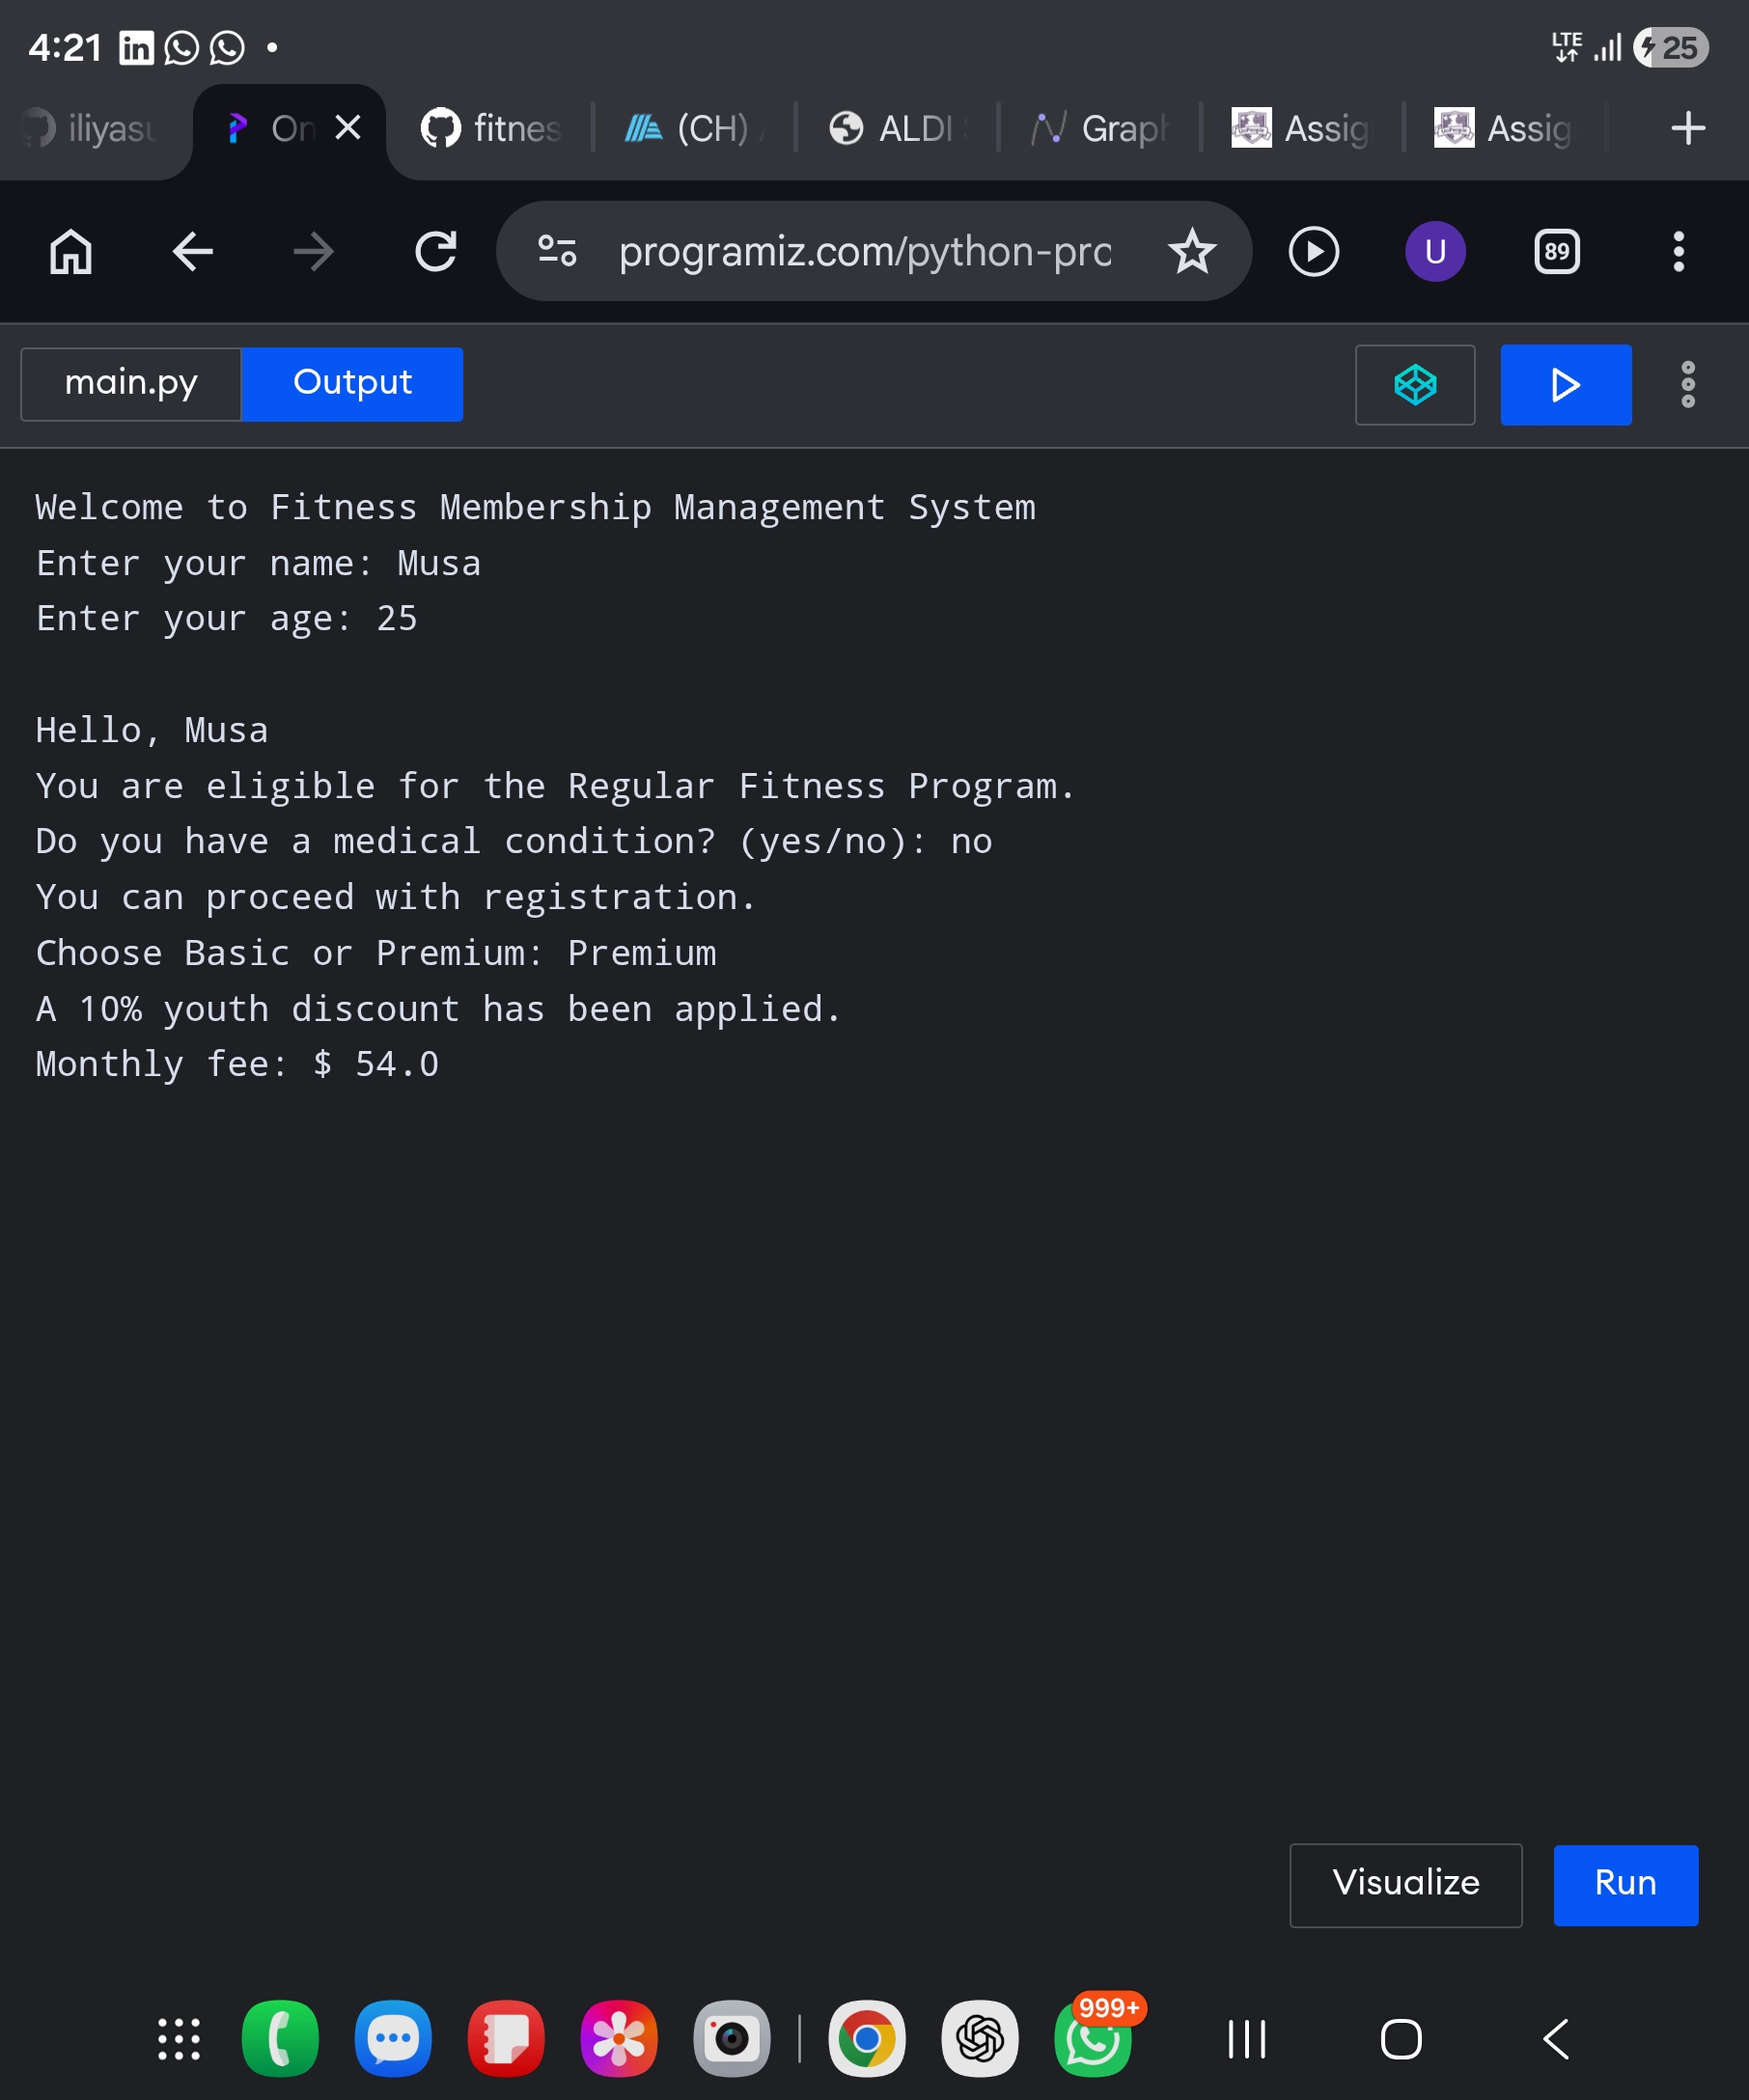 4:21
LTE
25
iliyasu
On
fitnes
(CH)
ALDI
Graph
Assig
Assig
programiz.com/python-pro
U
89
main.py
Output
Welcome to Fitness Membership Management System
Enter your name: Musa
Enter your age: 25
Hello, Musa
You are eligible for the Regular Fitness Program.
Do you have a medical condition? (yes/no): no
You can proceed with registration.
Choose Basic or Premium: Premium
A 10% youth discount has been applied.
Monthly fee: $ 54.0
Visualize
Run
999+